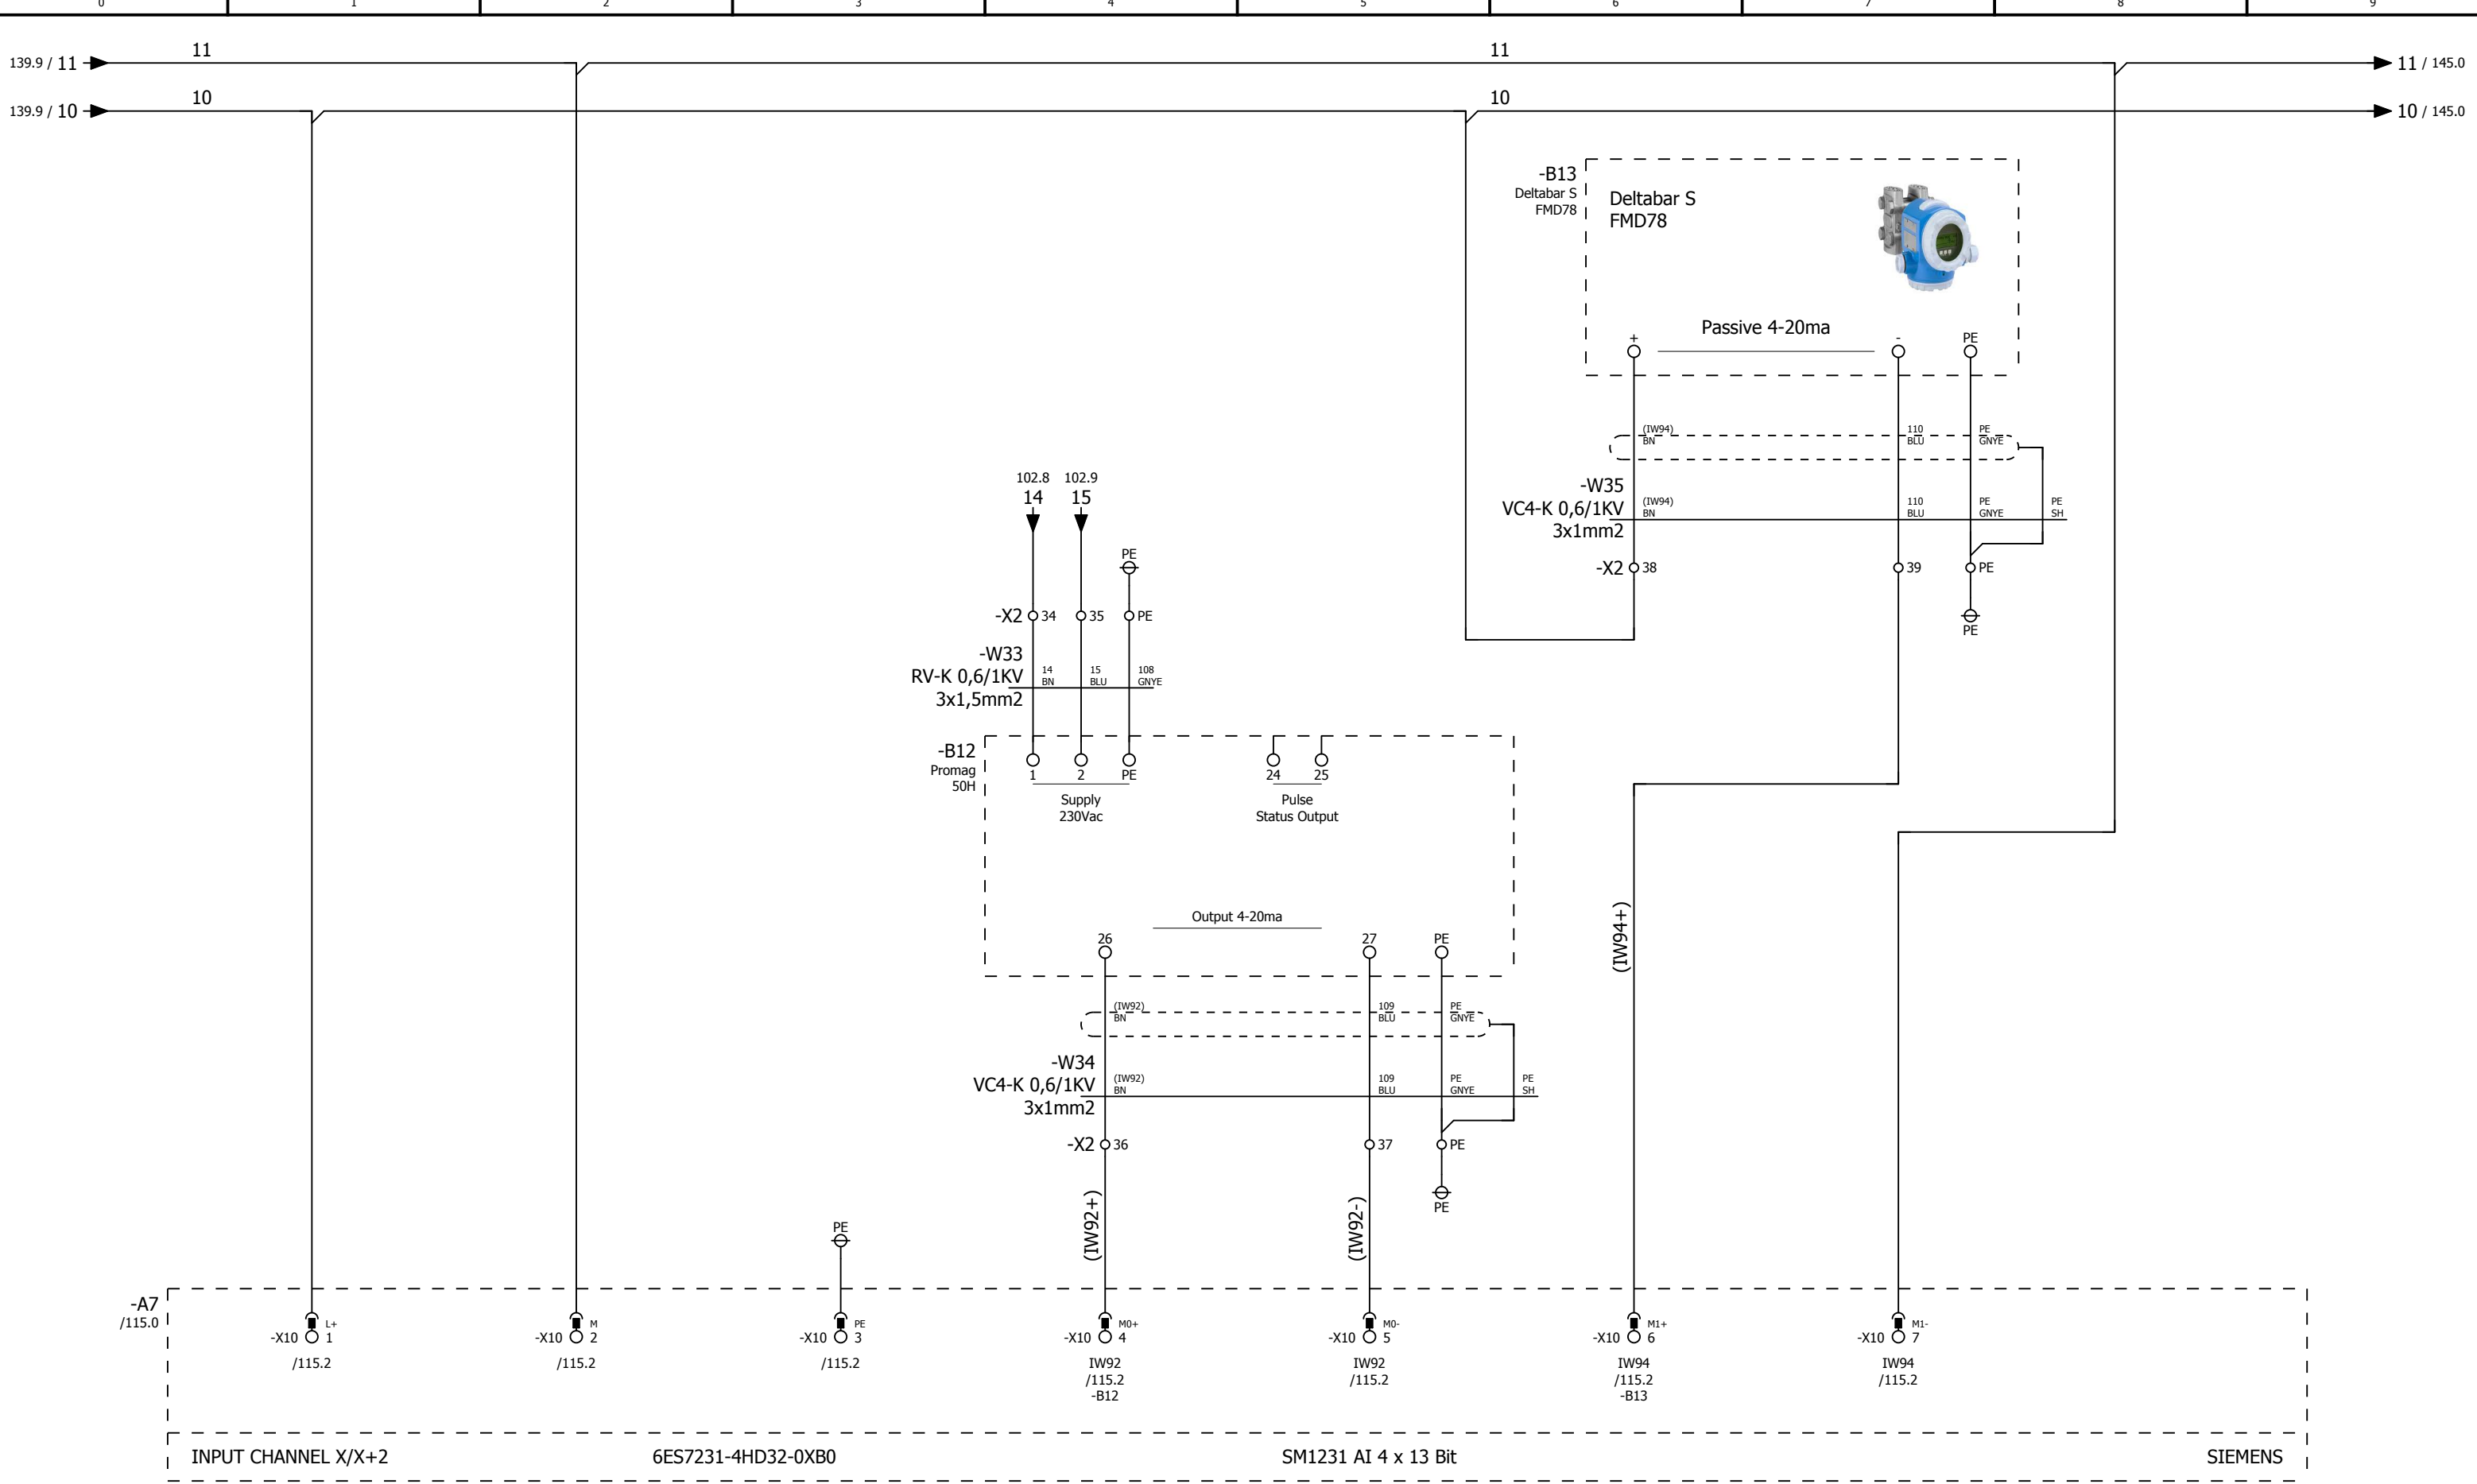 0 1 2 3 4 5 6 7 8 9
11 11
139.9 / 11 11 / 145.0
10 10
139.9 / 10 10 / 145.0
-B13
Deltabar S
FMD78
Deltabar S
FMD78
Passive 4-20ma
+ - PE
(IW94) 110 PE
BN BLU GNYE
-W35
VC4-K 0,6/1KV
3x1mm2
(IW94) 110 PE PE
BN BLU GNYE SH
-X2 38 39 PE
PE
102.8 102.9
14 15
PE
-X2 34 35 PE
-W33
RV-K 0,6/1KV
3x1,5mm2
14 15 108
BN BLU GNYE
-B12
Promag
50H
1 2 PE 24 25
Supply
230Vac
Pulse
Status Output
Output 4-20ma
26 27 PE
(IW92) 109 PE
BN BLU GNYE
-W34
VC4-K 0,6/1KV
3x1mm2
(IW92) 109 PE PE
BN BLU GNYE SH
-X2 36 37 PE
PE
(IW92+)
(IW92-)
(IW94+)
PE
-A7
/115.0
L+ M PE M0+ M0- M1+ M1-
-X10 1 -X10 2 -X10 3 -X10 4 -X10 5 -X10 6 -X10 7
/115.2 /115.2 /115.2 IW92 IW92 IW94 IW94
/115.2 /115.2 /115.2 /115.2
-B12 -B13
INPUT CHANNEL X/X+2 6ES7231-4HD32-0XB0 SM1231 AI 4 x 13 Bit SIEMENS